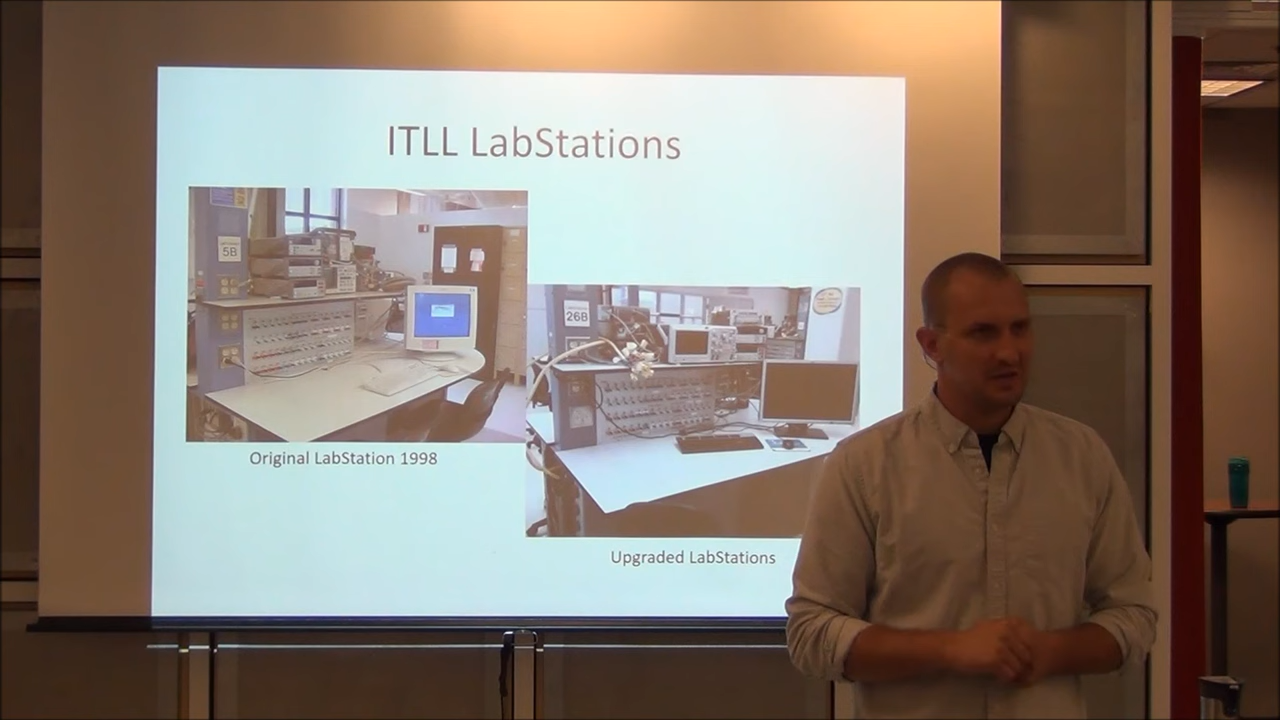 ITLL LabStations
5B
26B
Original LabStation 1998
Upgraded LabStations